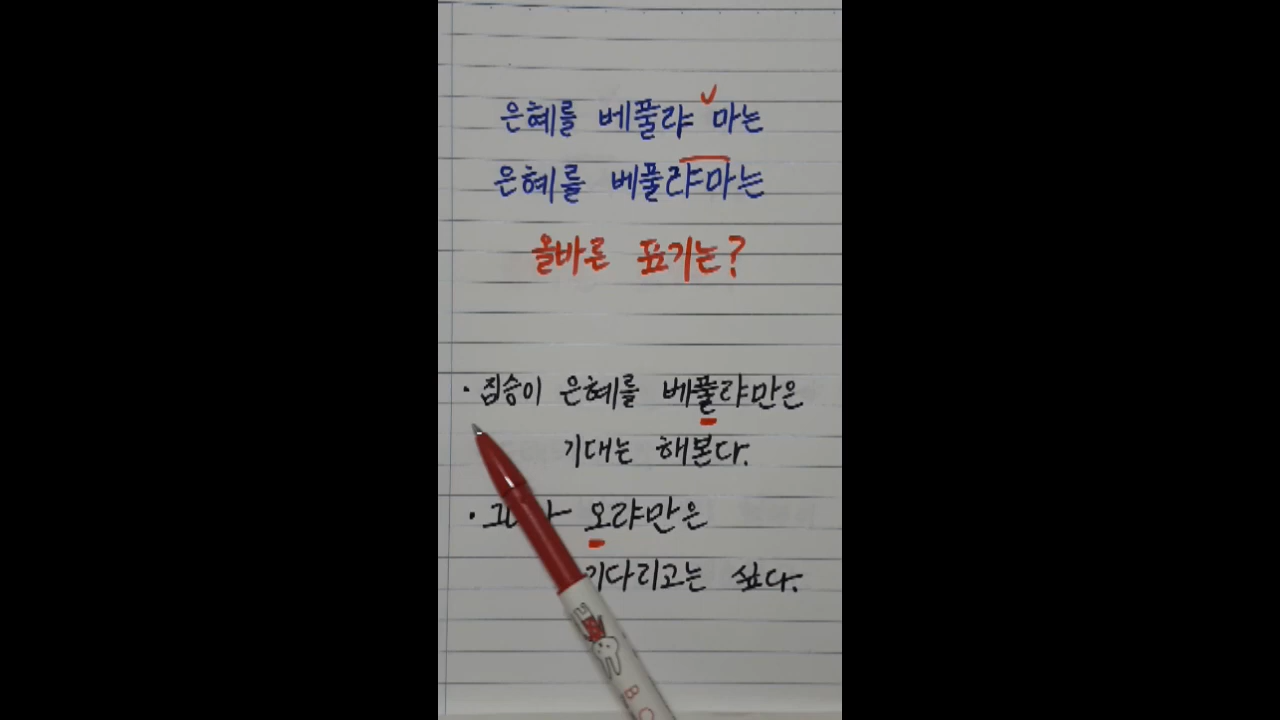 은혜를 베풀랴 마는
은혜를 베풀랴마는
올바른 표기는?
· 짐승이 은혜를 베풀랴만은
기대는 해본다.
· 오랴만은
기다리고는 싶다.